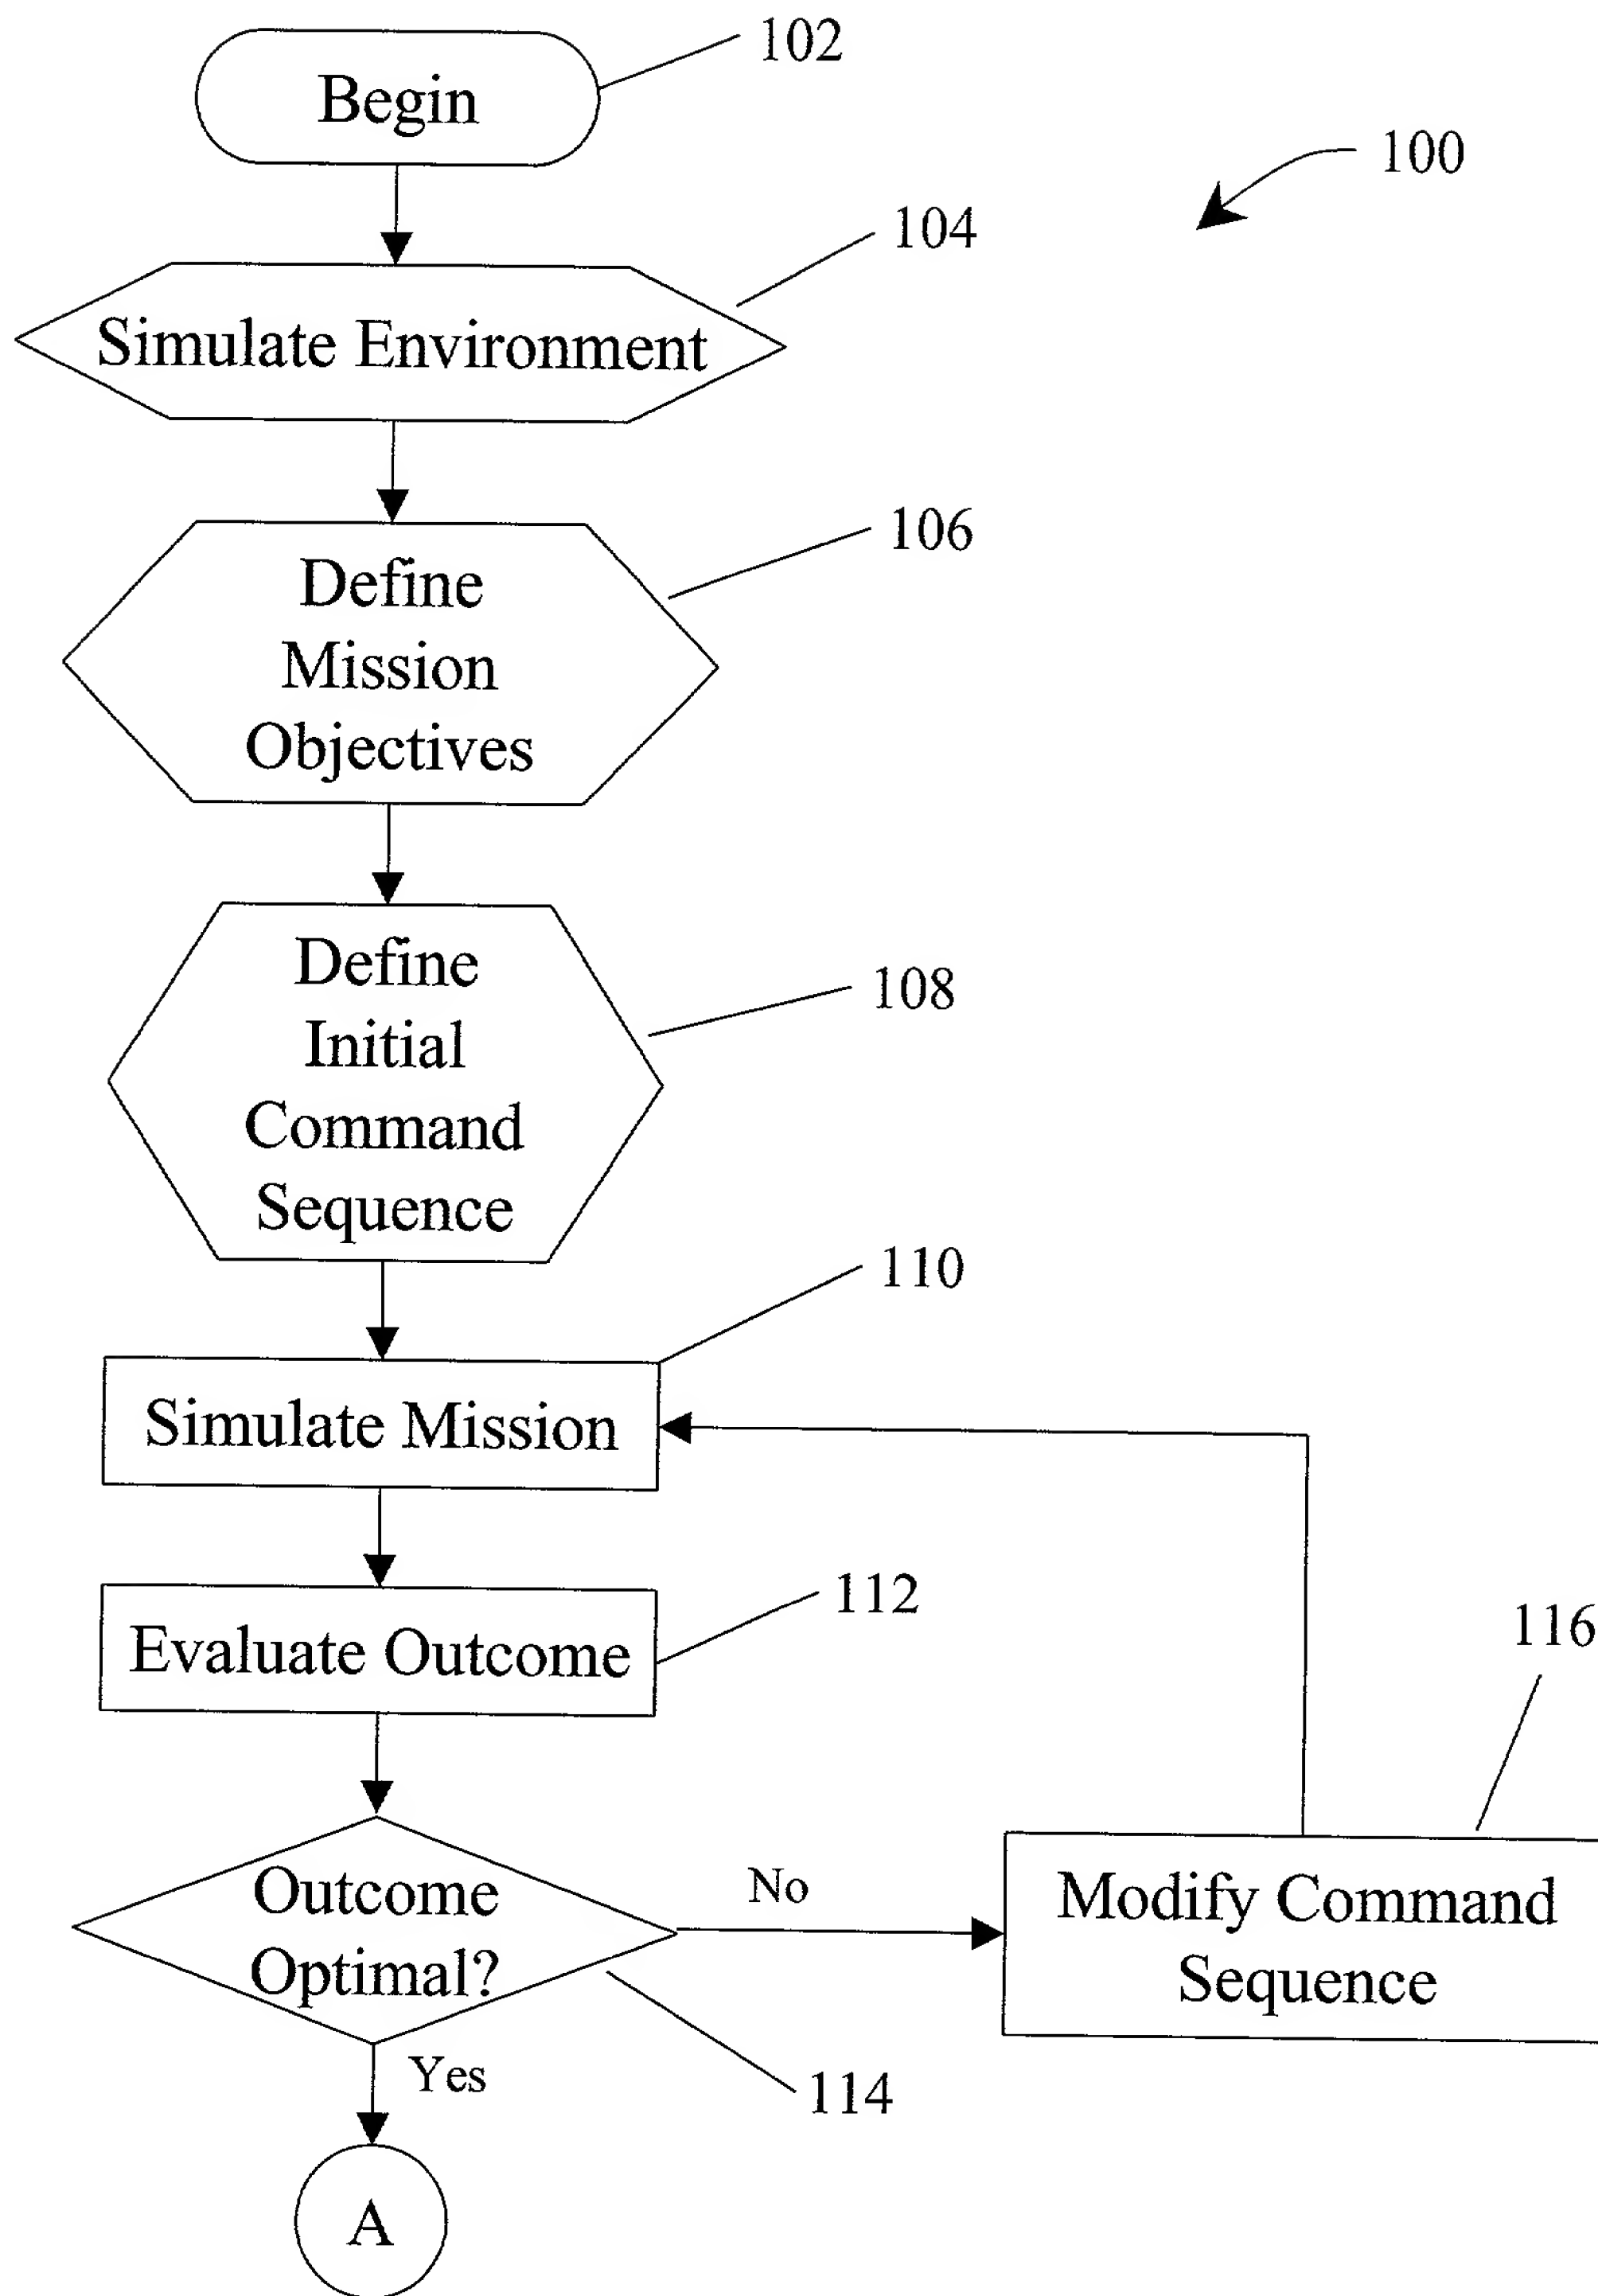 Begin
102
100
104
Simulate Environment
106
Define
Mission
Objectives
108
Define
Initial
Command
Sequence
110
Simulate Mission
112
Evaluate Outcome
116
Outcome
Optimal?
No
Modify Command
Sequence
Yes
114
A